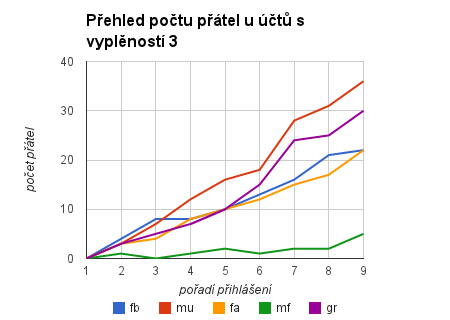 Přehled počtu přátel u účtů s
vyplěností 3
40
30
20
10
0
počet přátel
1 2 3 4 5 6 7 8 9
pořadí přihlášení
fb mu fa mf gr